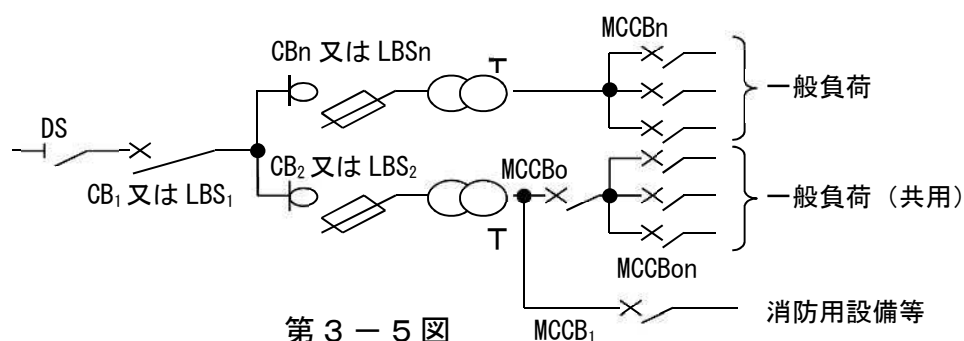 MCCBn
CBn 又は LBSn
T
一般負荷
DS
CB₁ 又は LBS₁
CB₂ 又は LBS₂
MCCBo
T
一般負荷（共用）
MCCBon
消防用設備等
MCCB₁
第３－５図